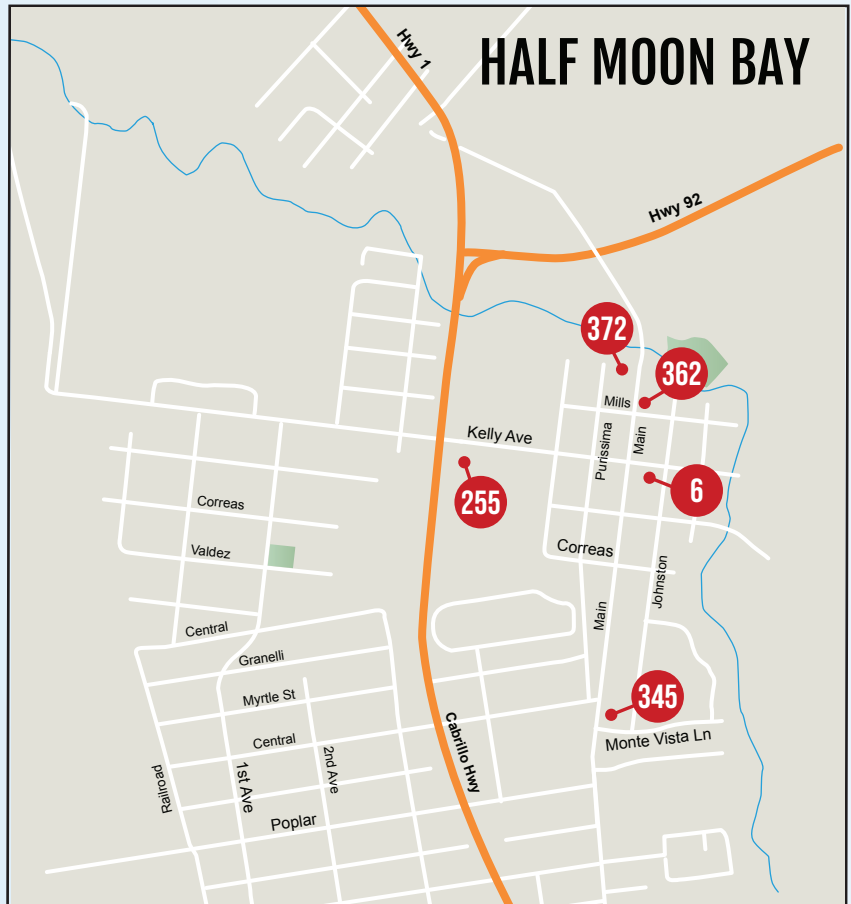 HALF MOON BAY
Hwy 1
Hwy 92
372
362
Mills
Purissima
Main
Kelly Ave
255
6
Correas
Correas
Valdez
Johnston
Main
Central
Granelli
Myrtle St
345
Central
Monte Vista Ln
Cabrillo Hwy
Railroad
1st Ave
2nd Ave
Poplar